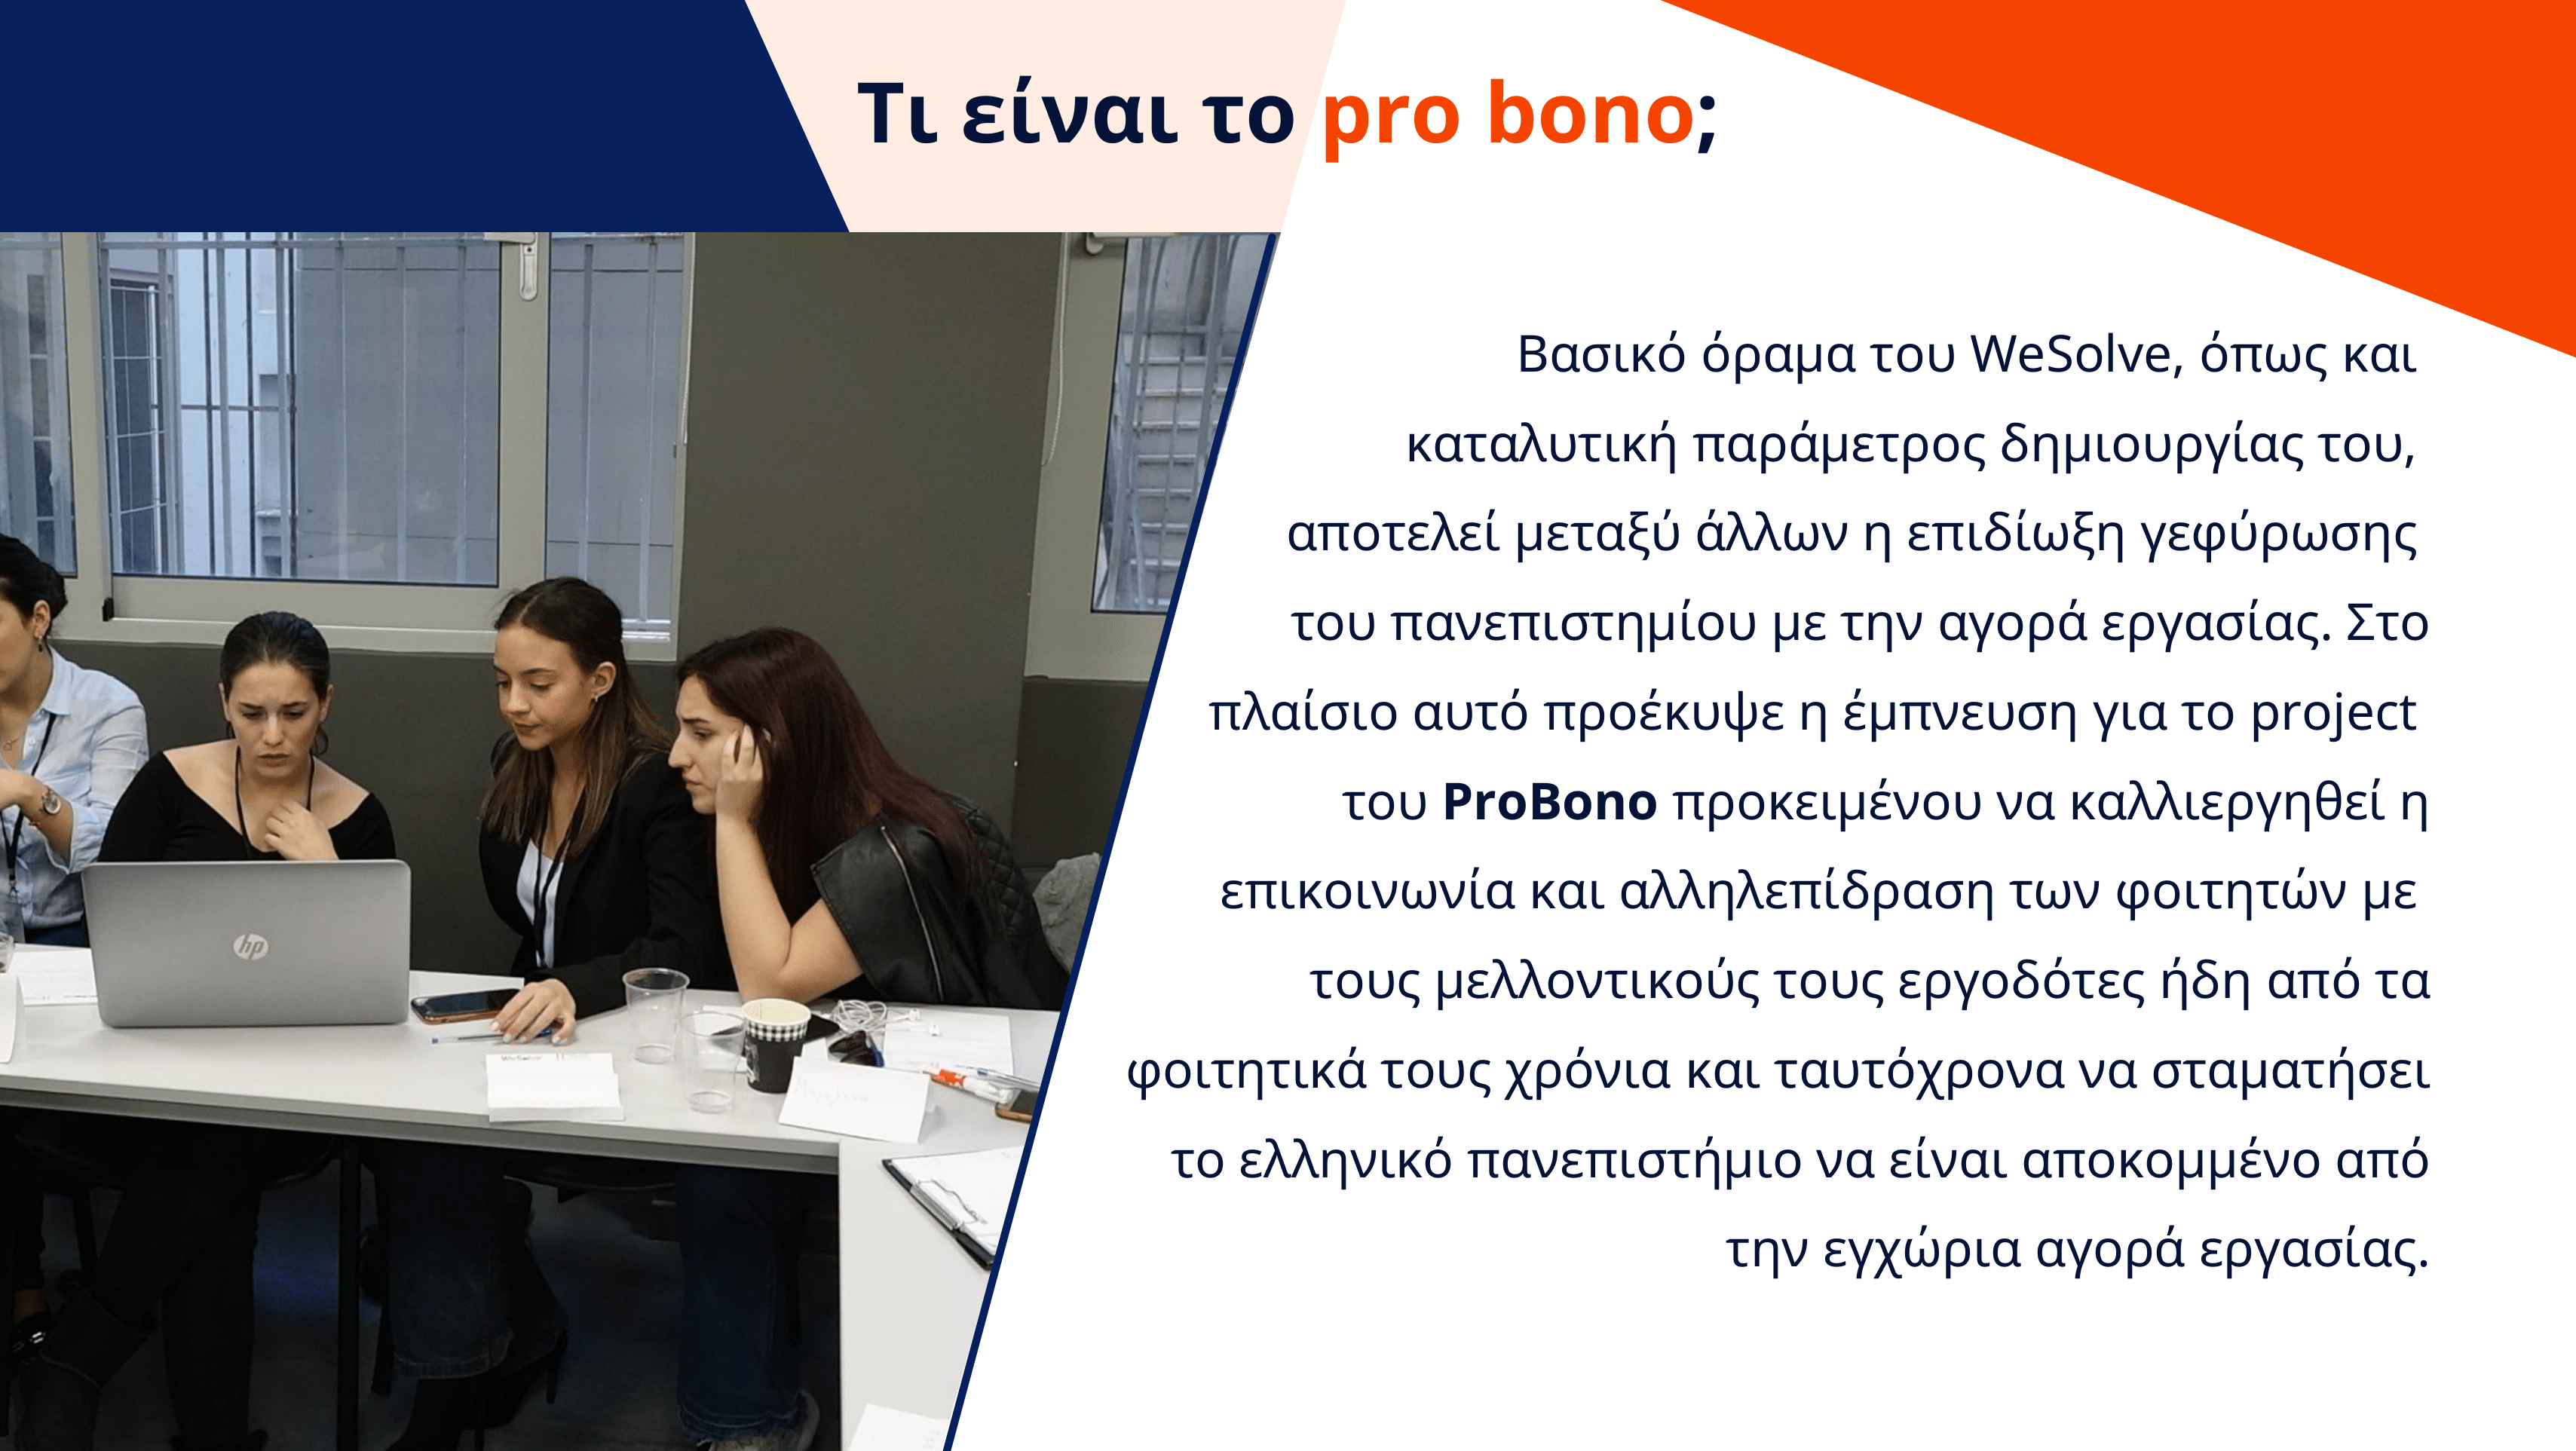 Τι είναι το pro bono;
Βασικό όραμα του WeSolve, όπως και
καταλυτική παράμετρος δημιουργίας του,
αποτελεί μεταξύ άλλων η επιδίωξη γεφύρωσης
του πανεπιστημίου με την αγορά εργασίας. Στο
πλαίσιο αυτό προέκυψε η έμπνευση για το project
του ProBono προκειμένου να καλλιεργηθεί η
επικοινωνία και αλληλεπίδραση των φοιτητών με
τους μελλοντικούς τους εργοδότες ήδη από τα
φοιτητικά τους χρόνια και ταυτόχρονα να σταματήσει
το ελληνικό πανεπιστήμιο να είναι αποκομμένο από
την εγχώρια αγορά εργασίας.
hp